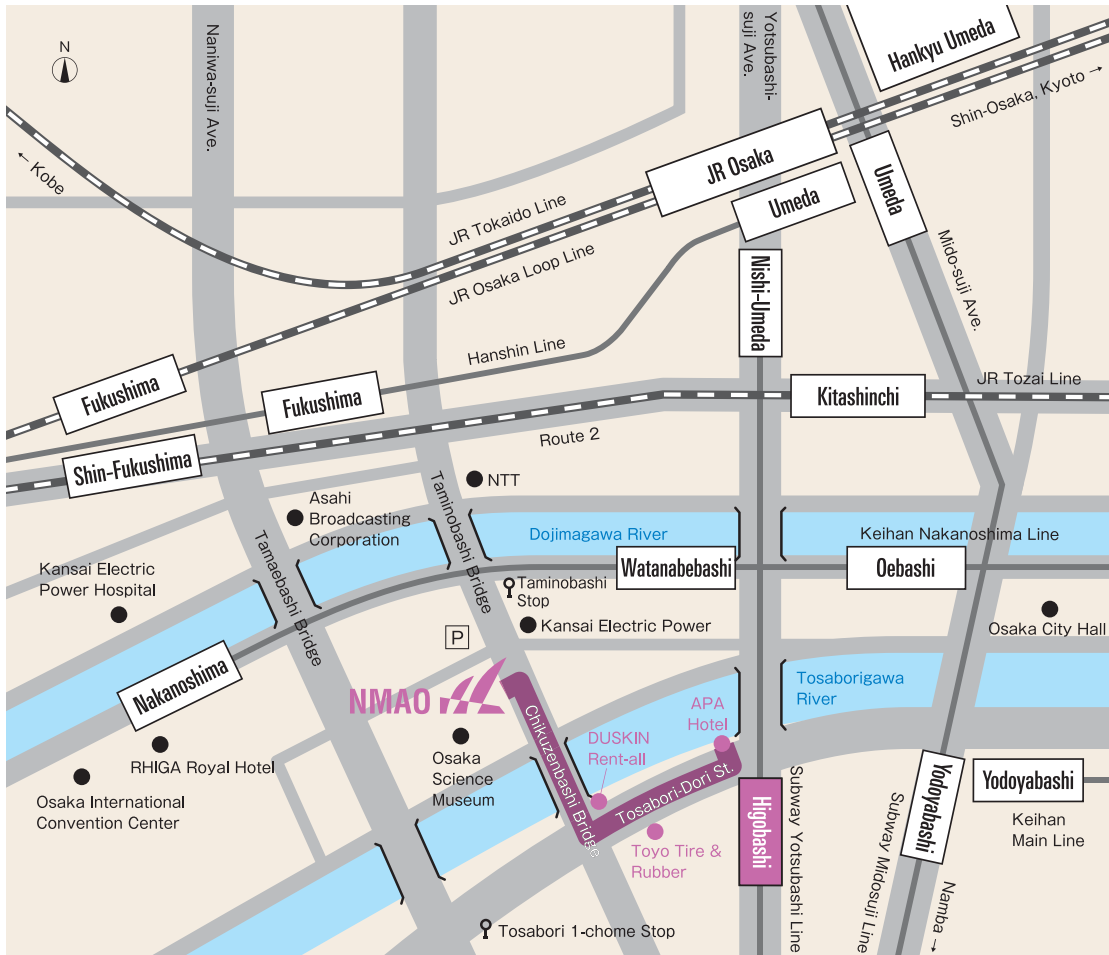 N
Naniwa-suji Ave.
Yotsubashi-
suji Ave.
Hankyu Umeda
Shin-Osaka, Kyoto →
← Kobe
JR Osaka
Umeda
Umeda
JR Tokaido Line
JR Osaka Loop Line
Mido-suji Ave.
Nishi-Umeda
Hanshin Line
Fukushima
Fukushima
JR Tozai Line
Kitashinchi
Route 2
Shin-Fukushima
NTT
Asahi
Broadcasting
Corporation
Taminobashi Bridge
Dojimagawa River
Keihan Nakanoshima Line
Tamaebashi Bridge
Kansai Electric
Power Hospital
Watanabebashi
Oebashi
Taminobashi
Stop
Kansai Electric Power
Osaka City Hall
P
Nakanoshima
NMAO
Tosaborigawa
River
APA
Hotel
Chikuzenbashi Bridge
DUSKIN
Rent-all
Osaka
Science
Museum
RHIGA Royal Hotel
Osaka International
Convention Center
Tosabori-Dori St.
Toyo Tire &
Rubber
Higobashi
Subway Yotsubashi Line
Yodoyabashi
Subway Midosuji Line
Yodoyabashi
Keihan
Main Line
Namba →
Tosabori 1-chome Stop